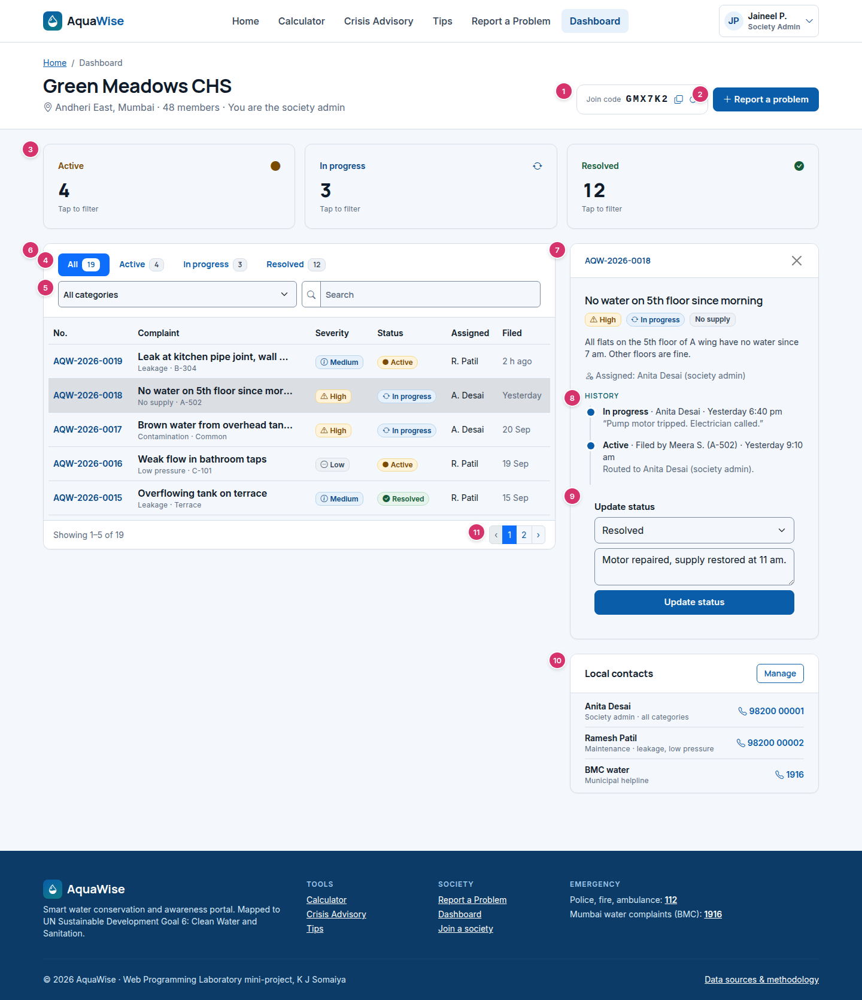 AquaWise
Home
Calculator
Crisis Advisory
Tips
Report a Problem
Dashboard
JP
Jaineel P.
Society Admin
Home / Dashboard
Green Meadows CHS
Andheri East, Mumbai · 48 members · You are the society admin
1
Join code GMX7K2
2
+ Report a problem
3
Active
4
Tap to filter
In progress
3
Tap to filter
Resolved
12
Tap to filter
6
4
All 19
Active 4
In progress 3
Resolved 12
5
All categories
Search
No. Complaint Severity Status Assigned Filed
AQW-2026-0019 Leak at kitchen pipe joint, wall ... Medium Active R. Patil 2 h ago
Leakage · B-304
AQW-2026-0018 No water on 5th floor since mor... High In progress A. Desai Yesterday
No supply · A-502
AQW-2026-0017 Brown water from overhead tan... High In progress A. Desai 20 Sep
Contamination · Common
AQW-2026-0016 Weak flow in bathroom taps Low Active R. Patil 19 Sep
Low pressure · C-101
AQW-2026-0015 Overflowing tank on terrace Medium Resolved R. Patil 15 Sep
Leakage · Terrace
Showing 1–5 of 19
11
‹ 1 2 ›
7
AQW-2026-0018
No water on 5th floor since morning
High In progress No supply
All flats on the 5th floor of A wing have no water since
7 am. Other floors are fine.
Assigned: Anita Desai (society admin)
8
HISTORY
In progress · Anita Desai · Yesterday 6:40 pm
“Pump motor tripped. Electrician called.”
Active · Filed by Meera S. (A-502) · Yesterday 9:10
am
Routed to Anita Desai (society admin).
9
Update status
Resolved
Motor repaired, supply restored at 11 am.
Update status
10
Local contacts
Manage
Anita Desai
Society admin · all categories
98200 00001
Ramesh Patil
Maintenance · leakage, low pressure
98200 00002
BMC water
Municipal helpline
1916
AquaWise
Smart water conservation and awareness portal. Mapped to
UN Sustainable Development Goal 6: Clean Water and
Sanitation.
TOOLS
Calculator
Crisis Advisory
Tips
SOCIETY
Report a Problem
Dashboard
Join a society
EMERGENCY
Police, fire, ambulance: 112
Mumbai water complaints (BMC): 1916
© 2026 AquaWise · Web Programming Laboratory mini-project, K J Somaiya
Data sources & methodology